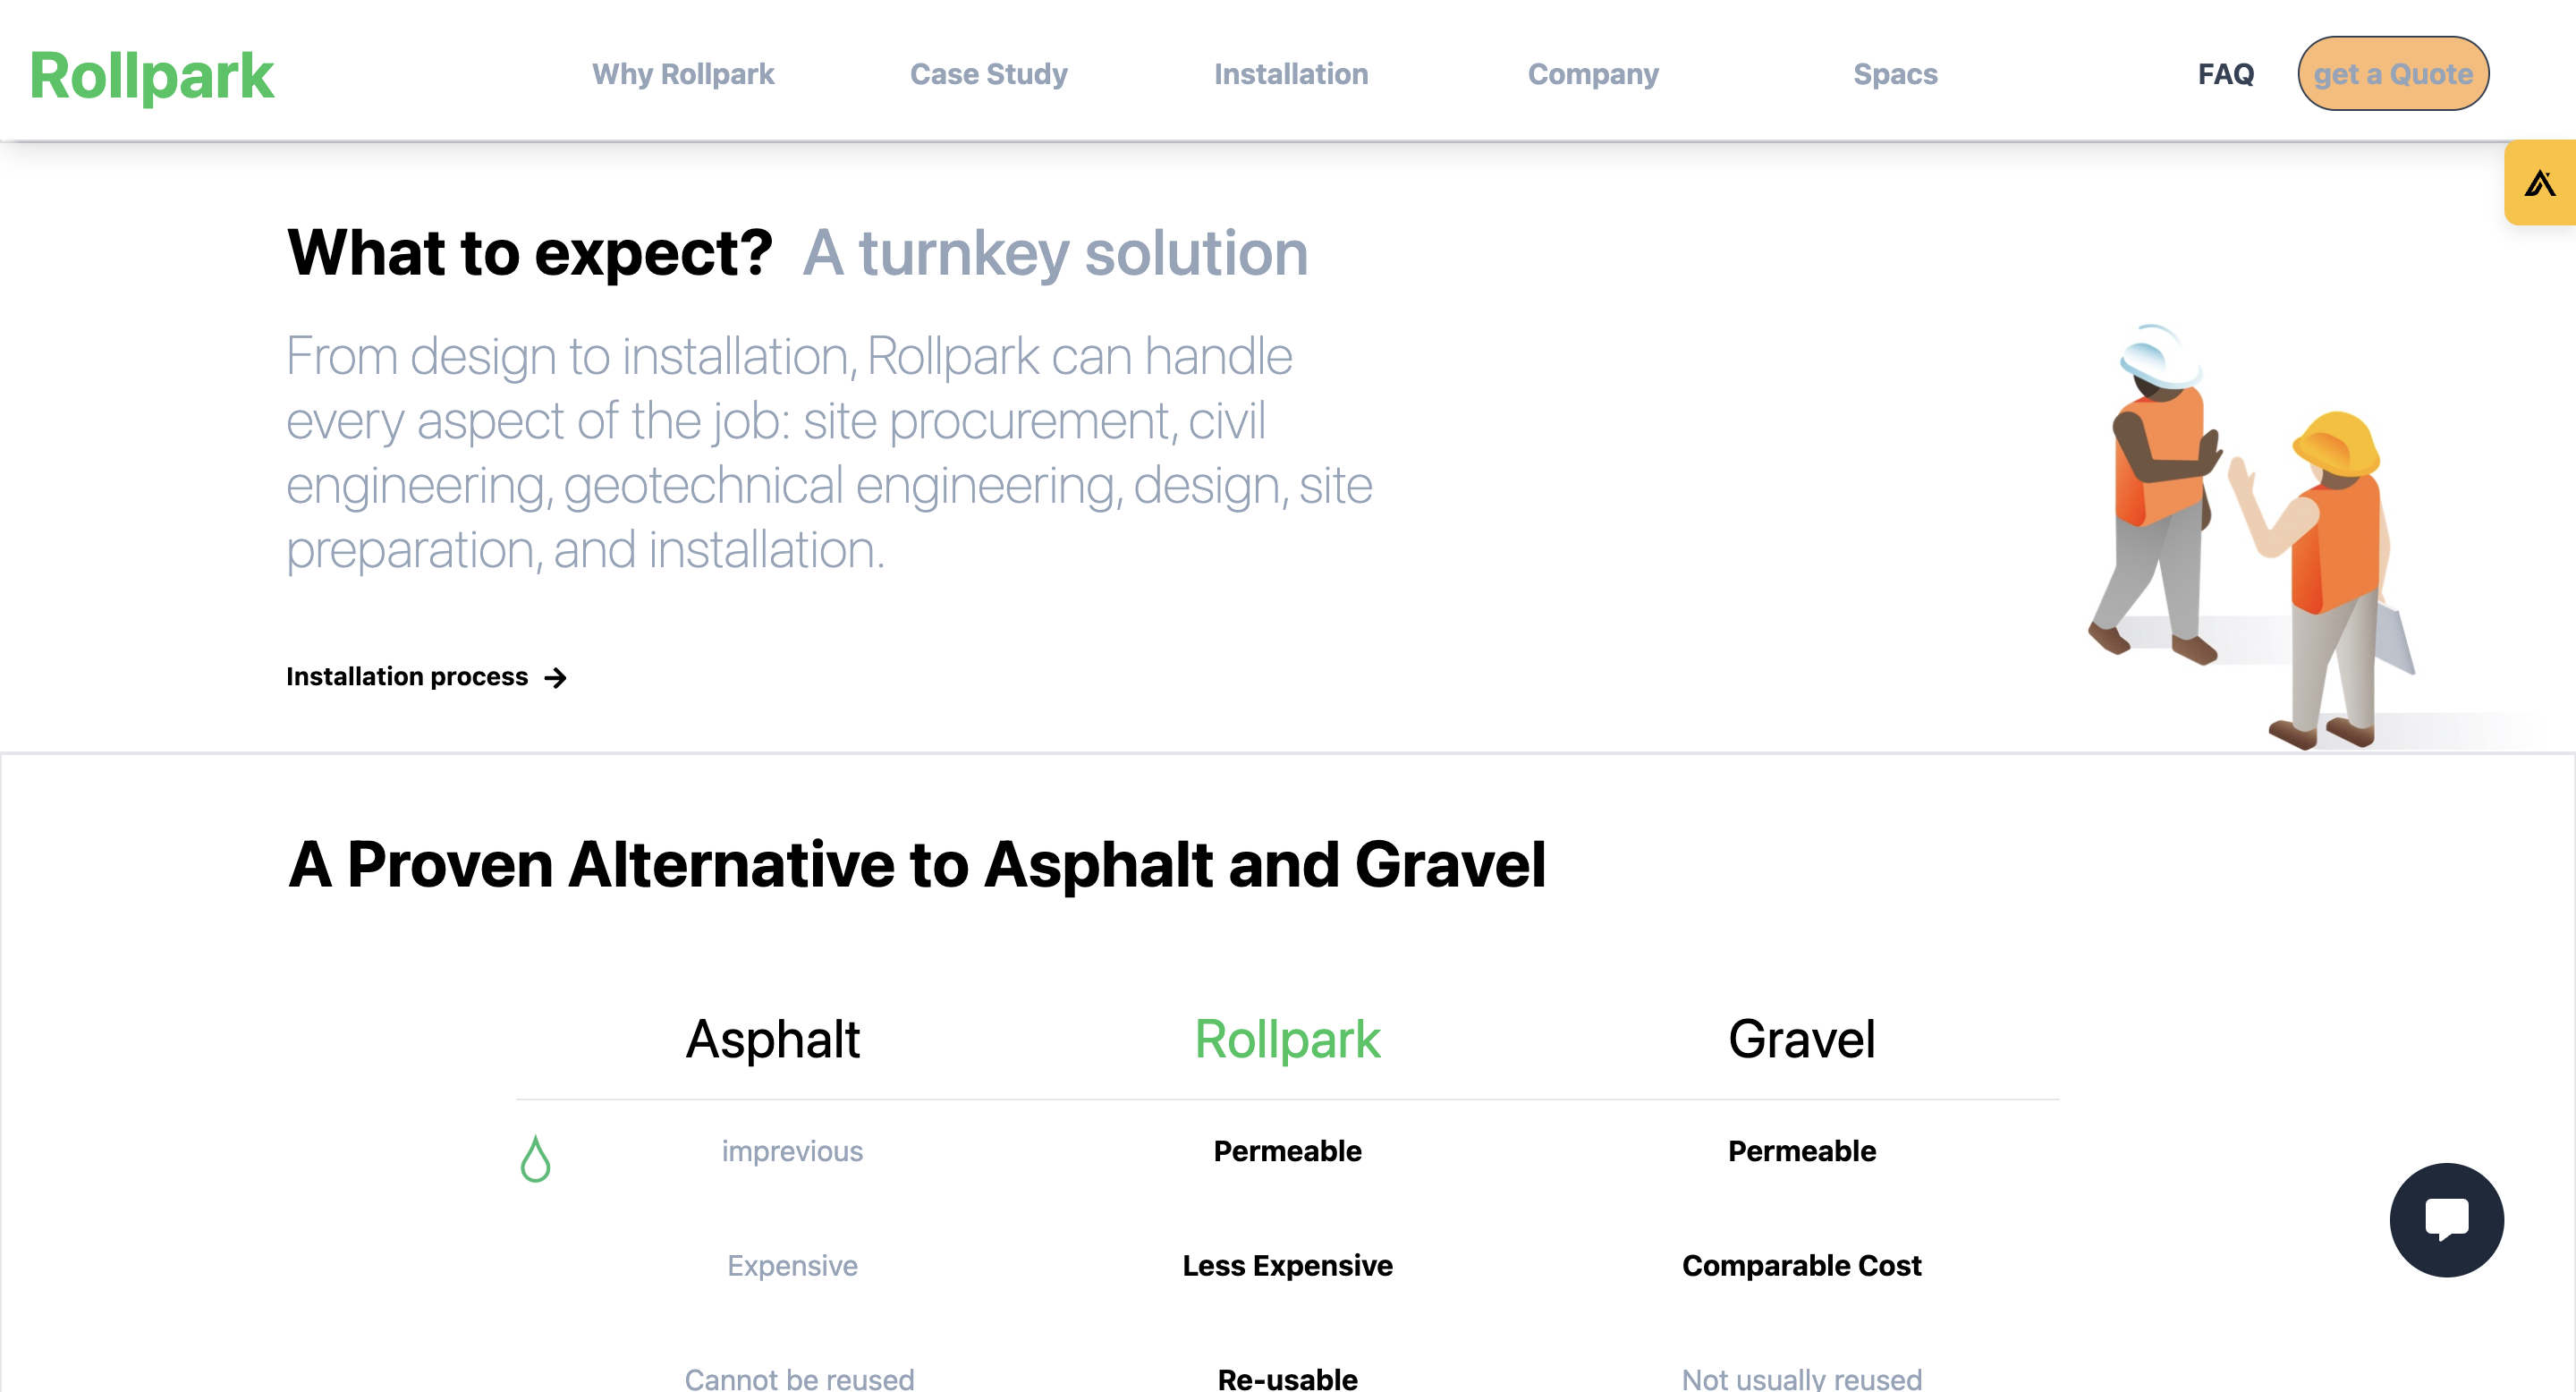 Rollpark
Why Rollpark
Case Study
Installation
Company
Spacs
FAQ
get a Quote
What to expect? A turnkey solution
From design to installation, Rollpark can handle
every aspect of the job: site procurement, civil
engineering, geotechnical engineering, design, site
preparation, and installation.
Installation process →
A Proven Alternative to Asphalt and Gravel
Asphalt Rollpark Gravel
imprevious Permeable Permeable
Expensive Less Expensive Comparable Cost
Cannot be reused Re-usable Not usually reused